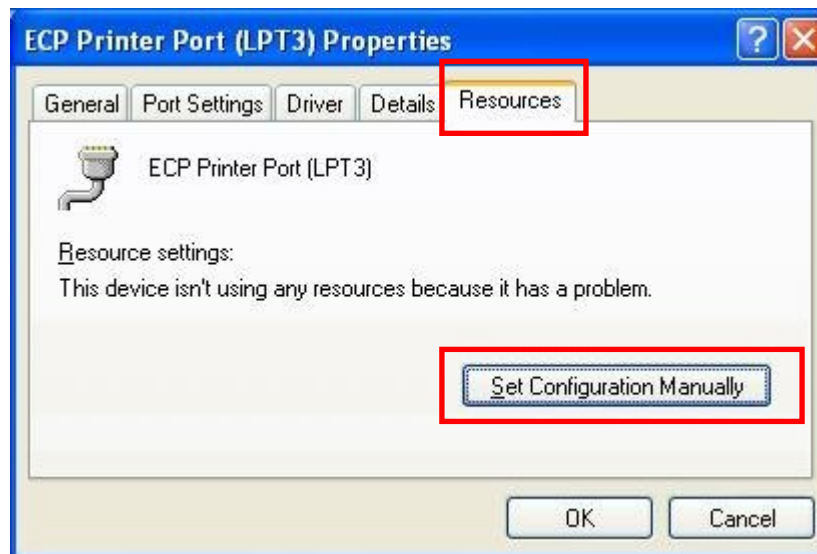 ECP Printer Port (LPT3) Properties
General Port Settings Driver Details Resources
ECP Printer Port (LPT3)
Resource settings:
This device isn't using any resources because it has a problem.
Set Configuration Manually
OK Cancel